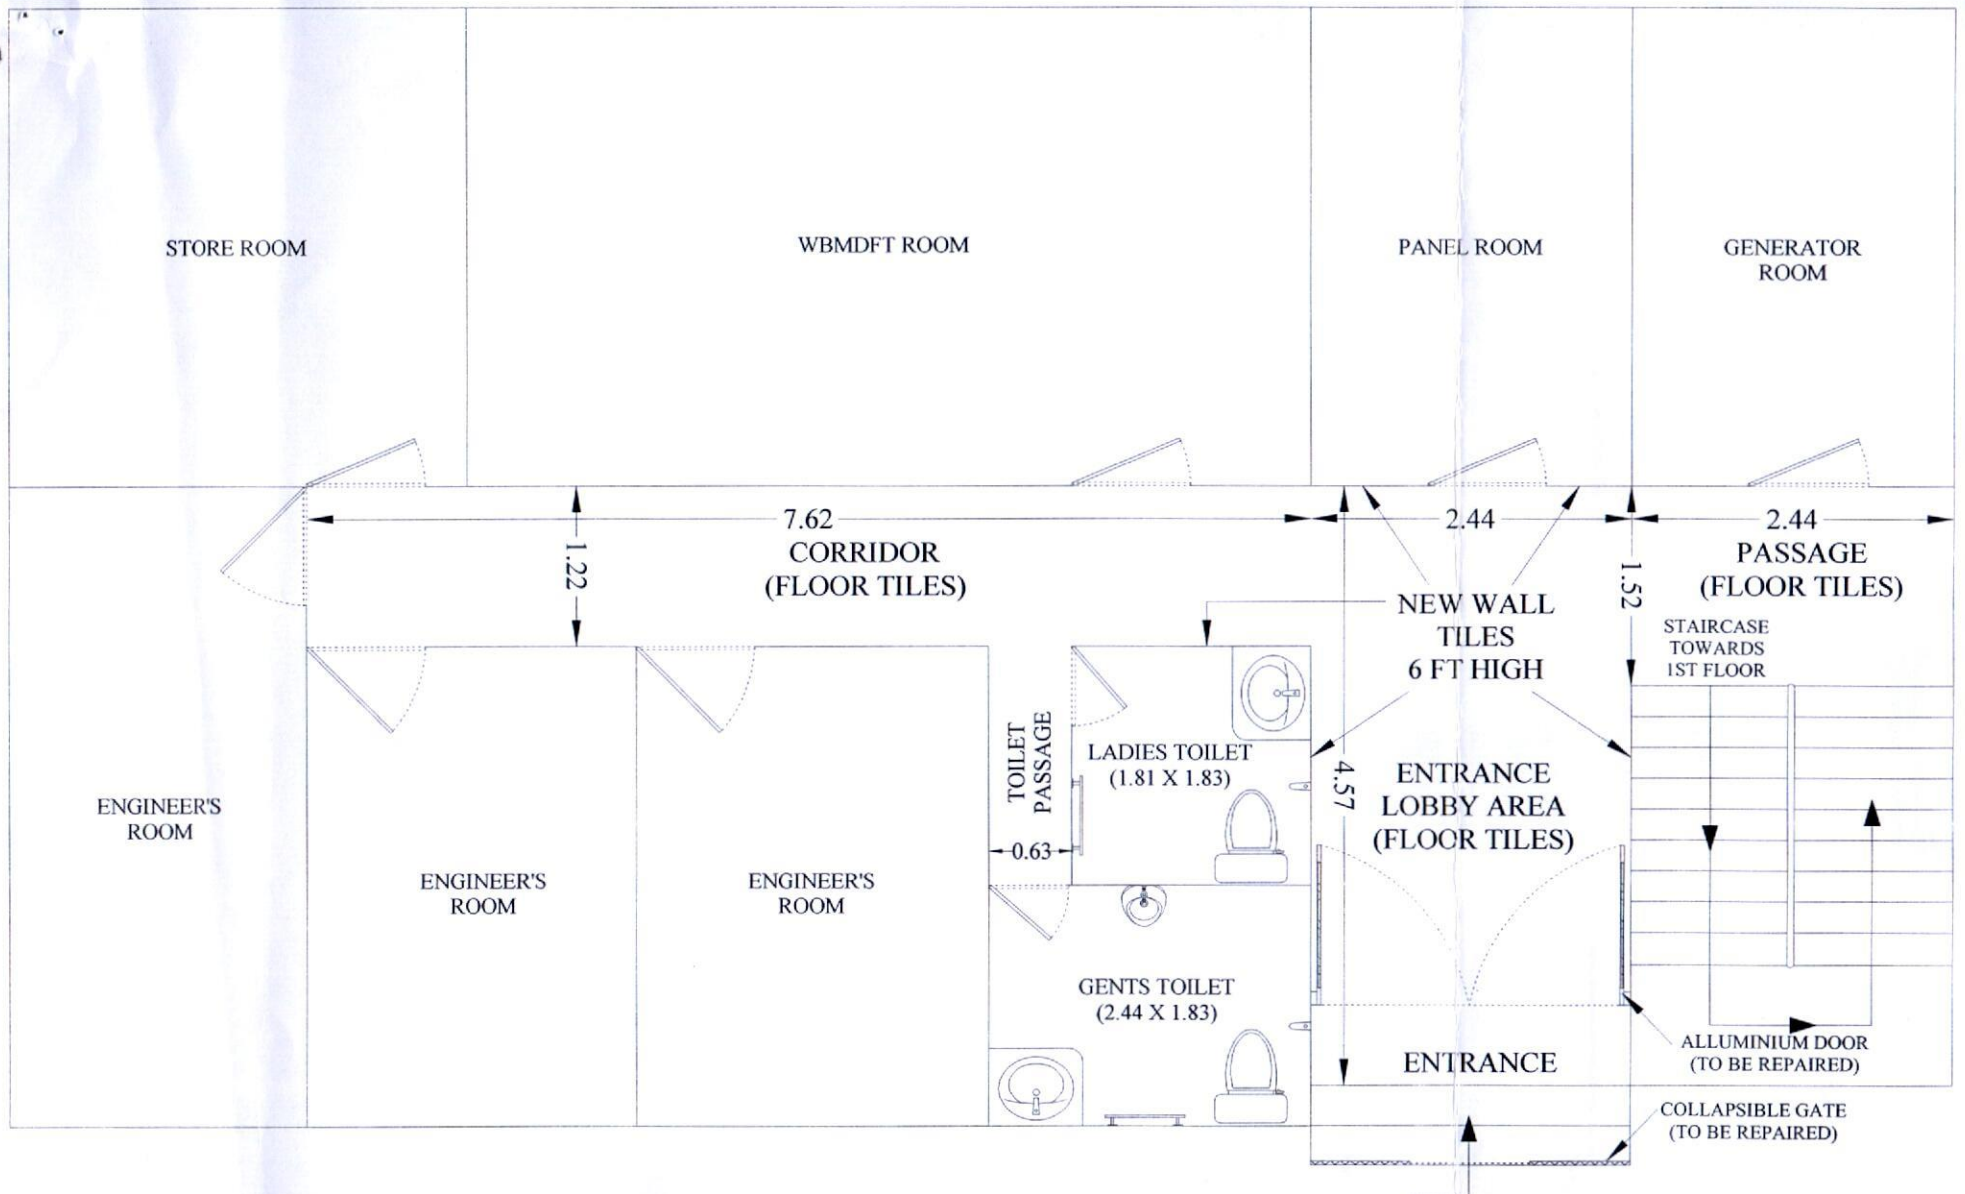 STORE ROOM
WBMDFT ROOM
PANEL ROOM
GENERATOR
ROOM
7.62
CORRIDOR
(FLOOR TILES)
1.22
2.44
2.44
PASSAGE
(FLOOR TILES)
1.52
NEW WALL
TILES
6 FT HIGH
STAIRCASE
TOWARDS
1ST FLOOR
TOILET
PASSAGE
0.63
LADIES TOILET
(1.81 X 1.83)
4.57
ENTRANCE
LOBBY AREA
(FLOOR TILES)
ENGINEER'S
ROOM
ENGINEER'S
ROOM
ENGINEER'S
ROOM
GENTS TOILET
(2.44 X 1.83)
ENTRANCE
ALLUMINIUM DOOR
(TO BE REPAIRED)
COLLAPSIBLE GATE
(TO BE REPAIRED)